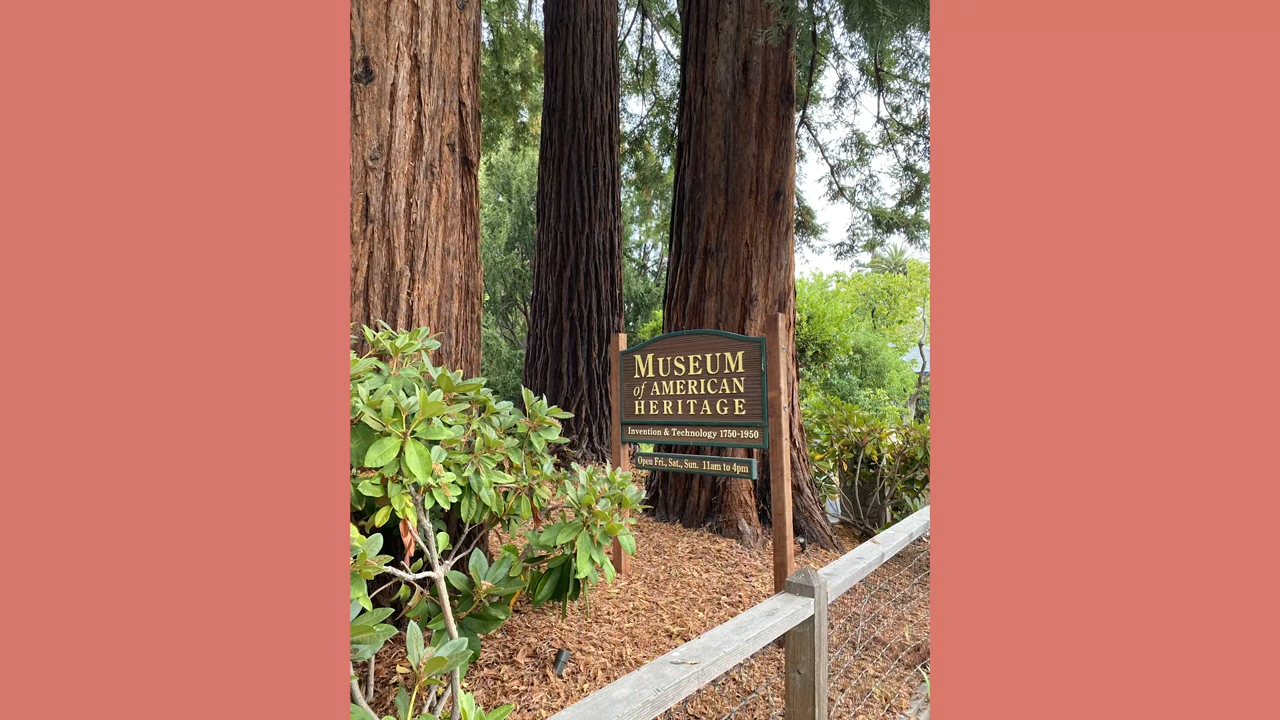 MUSEUM
of AMERICAN
HERITAGE
Invention & Technology 1750-1950
Open Fri., Sat., Sun. 11am to 4pm